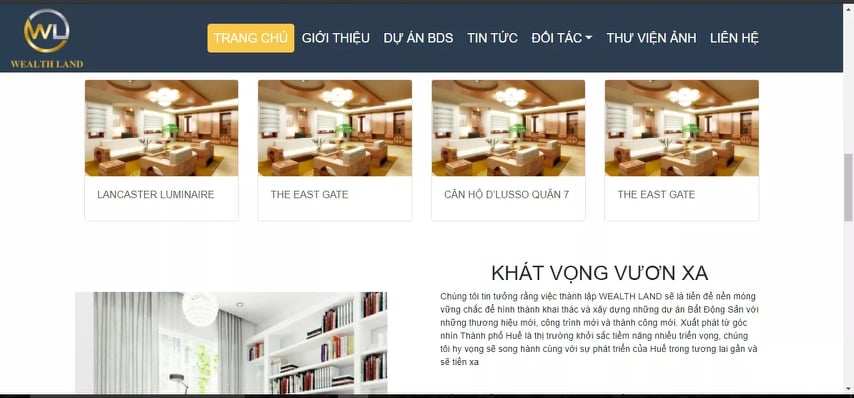 WL
WEALTH LAND
TRANG CHỦ GIỚI THIỆU DỰ ÁN BDS TIN TỨC ĐỐI TÁC THƯ VIỆN ẢNH LIÊN HỆ
LANCASTER LUMINAIRE
THE EAST GATE
CĂN HỘ D'LUSSO QUÂN 7
THE EAST GATE
KHÁT VỌNG VƯƠN XA
Chúng tôi tin tưởng rằng việc thành lập WEALTH LAND sẽ là tiền đề nền móng
vững chắc để hình thành khai thác và xây dựng những dự án Bất Động Sản với
những thương hiệu mới, công trình mới và thành công mới. Xuất phát từ góc
nhìn Thành phố Huế là thị trường khởi sắc tiềm năng nhiều triển vọng, chúng
tôi hy vọng sẽ song hành cùng với sự phát triển của Huế trong tương lai gần và
sẽ tiến xa